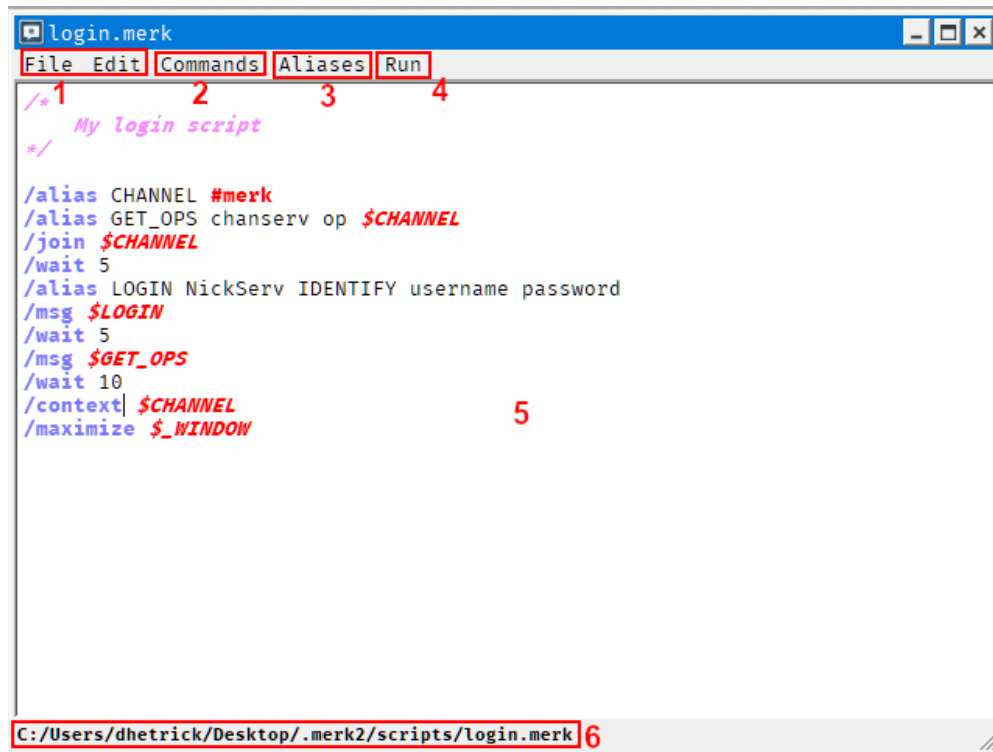 login.merk
File Edit Commands Aliases Run
1 2 3 4
/*
My login script
*/
/alias CHANNEL #merk
/alias GET_OPS chanserv op $CHANNEL
/join $CHANNEL
/wait 5
/alias LOGIN NickServ IDENTIFY username password
/msg $LOGIN
/wait 5
/msg $GET_OPS
/wait 10
/context $CHANNEL
5
/maximize $_WINDOW
C:/Users/dhetrick/Desktop/.merk2/scripts/login.merk 6